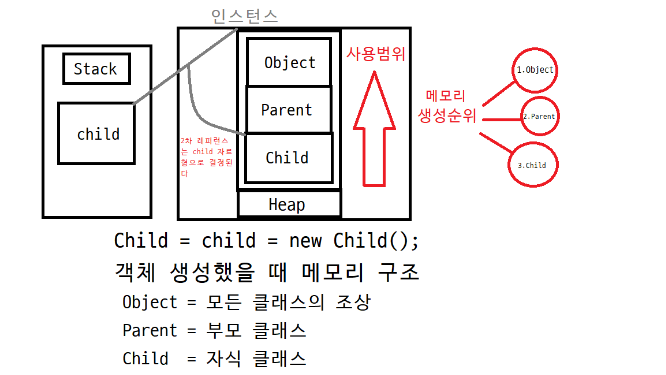 인스턴스
Stack
child
Object
Parent
Child
Heap
2차 레퍼런스
는 child 자료
형으로 결정된
다
사용범위
메모리
생성순위
1.Object
2.Parent
3.Child
Child = child = new Child();
객체 생성했을 때 메모리 구조
Object = 모든 클래스의 조상
Parent = 부모 클래스
Child = 자식 클래스